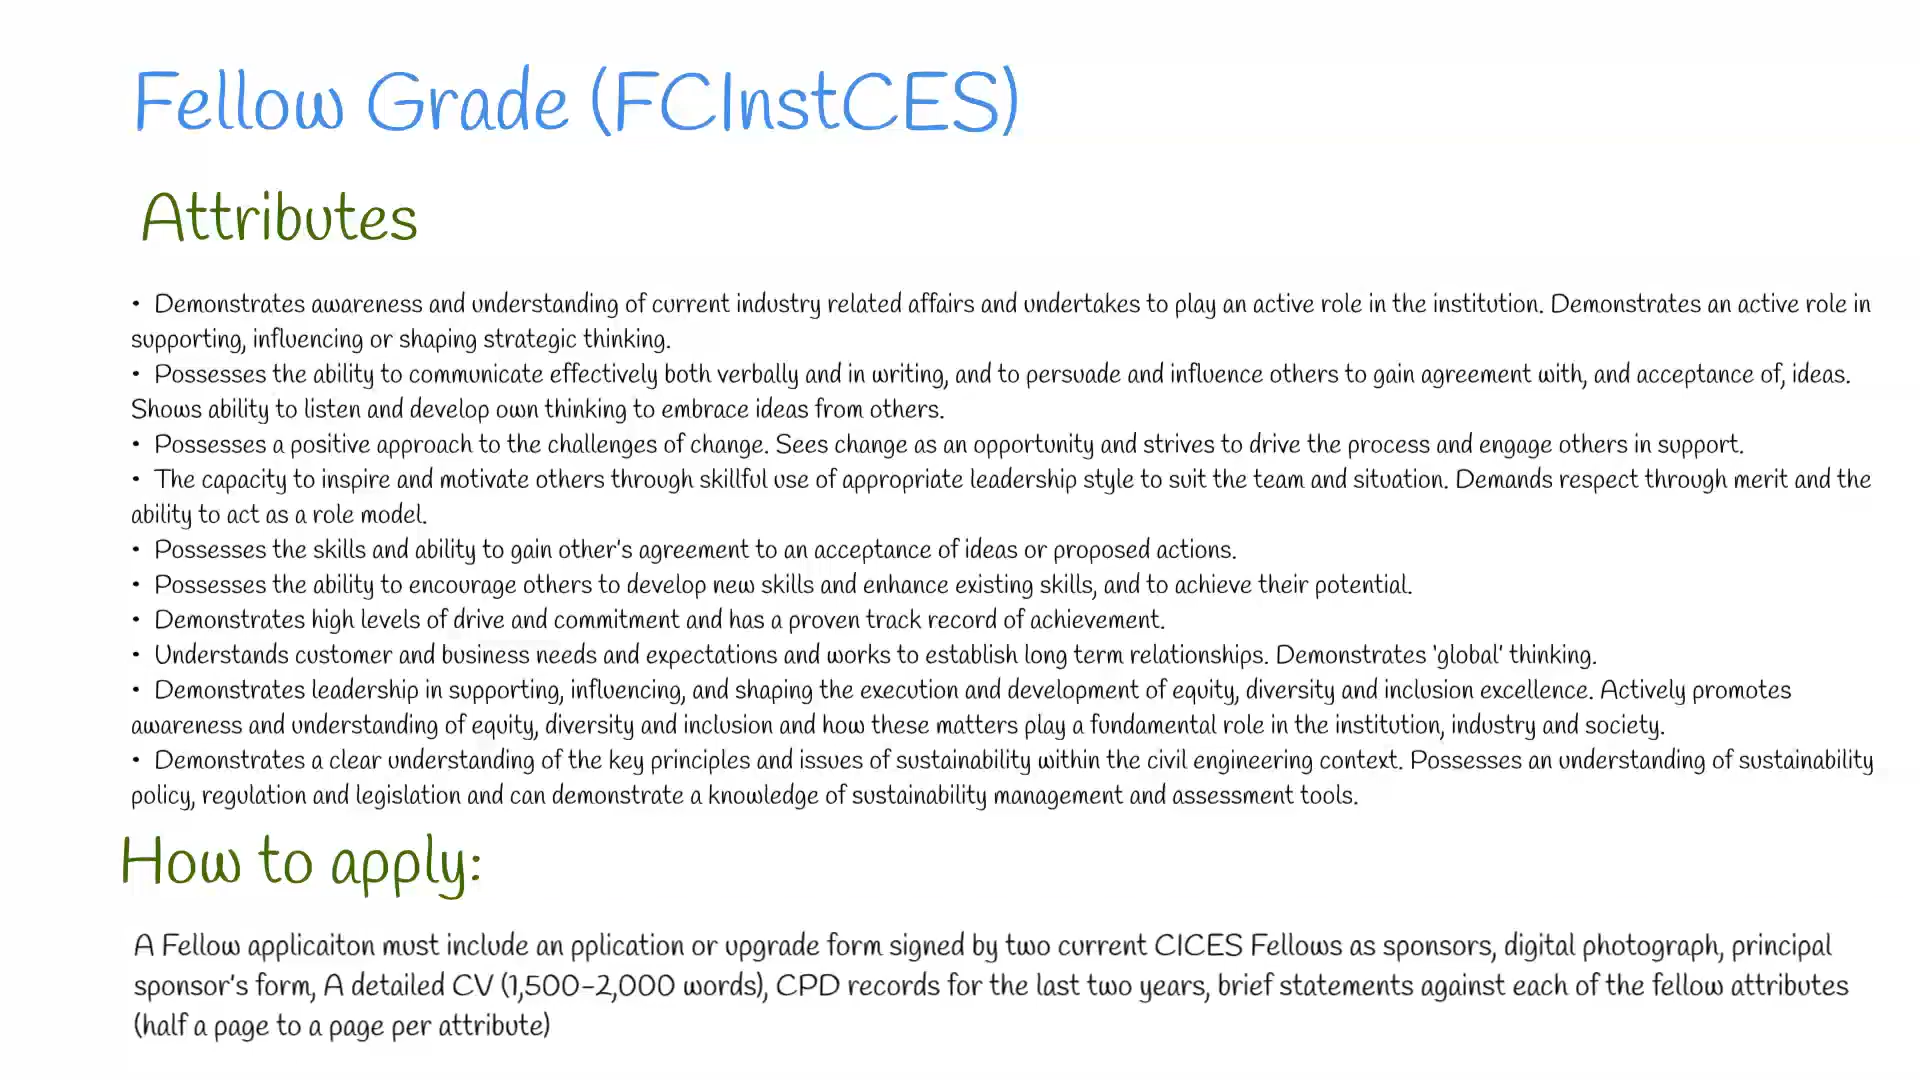 Fellow Grade (FCInstCES)
Attributes
• Demonstrates awareness and understanding of current industry related affairs and undertakes to play an active role in the institution. Demonstrates an active role in
supporting, influencing or shaping strategic thinking.
• Possesses the ability to communicate effectively both verbally and in writing, and to persuade and influence others to gain agreement with, and acceptance of, ideas.
Shows ability to listen and develop own thinking to embrace ideas from others.
• Possesses a positive approach to the challenges of change. Sees change as an opportunity and strives to drive the process and engage others in support.
• The capacity to inspire and motivate others through skillful use of appropriate leadership style to suit the team and situation. Demands respect through merit and the
ability to act as a role model.
• Possesses the skills and ability to gain other's agreement to an acceptance of ideas or proposed actions.
• Possesses the ability to encourage others to develop new skills and enhance existing skills, and to achieve their potential.
• Demonstrates high levels of drive and commitment and has a proven track record of achievement.
• Understands customer and business needs and expectations and works to establish long term relationships. Demonstrates 'global' thinking.
• Demonstrates leadership in supporting, influencing, and shaping the execution and development of equity, diversity and inclusion excellence. Actively promotes
awareness and understanding of equity, diversity and inclusion and how these matters play a fundamental role in the institution, industry and society.
• Demonstrates a clear understanding of the key principles and issues of sustainability within the civil engineering context. Possesses an understanding of sustainability
policy, regulation and legislation and can demonstrate a knowledge of sustainability management and assessment tools.
How to apply:
A Fellow applicaiton must include an pplication or upgrade form signed by two current CICES Fellows as sponsors, digital photograph, principal
sponsor's form, A detailed CV (1,500-2,000 words), CPD records for the last two years, brief statements against each of the fellow attributes
(half a page to a page per attribute)